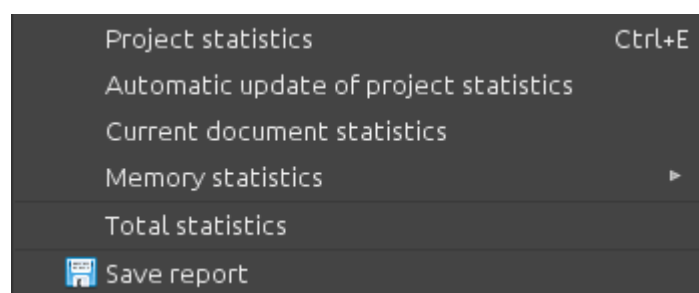 Project statistics Ctrl+E
Automatic update of project statistics
Current document statistics
Memory statistics
Total statistics
Save report